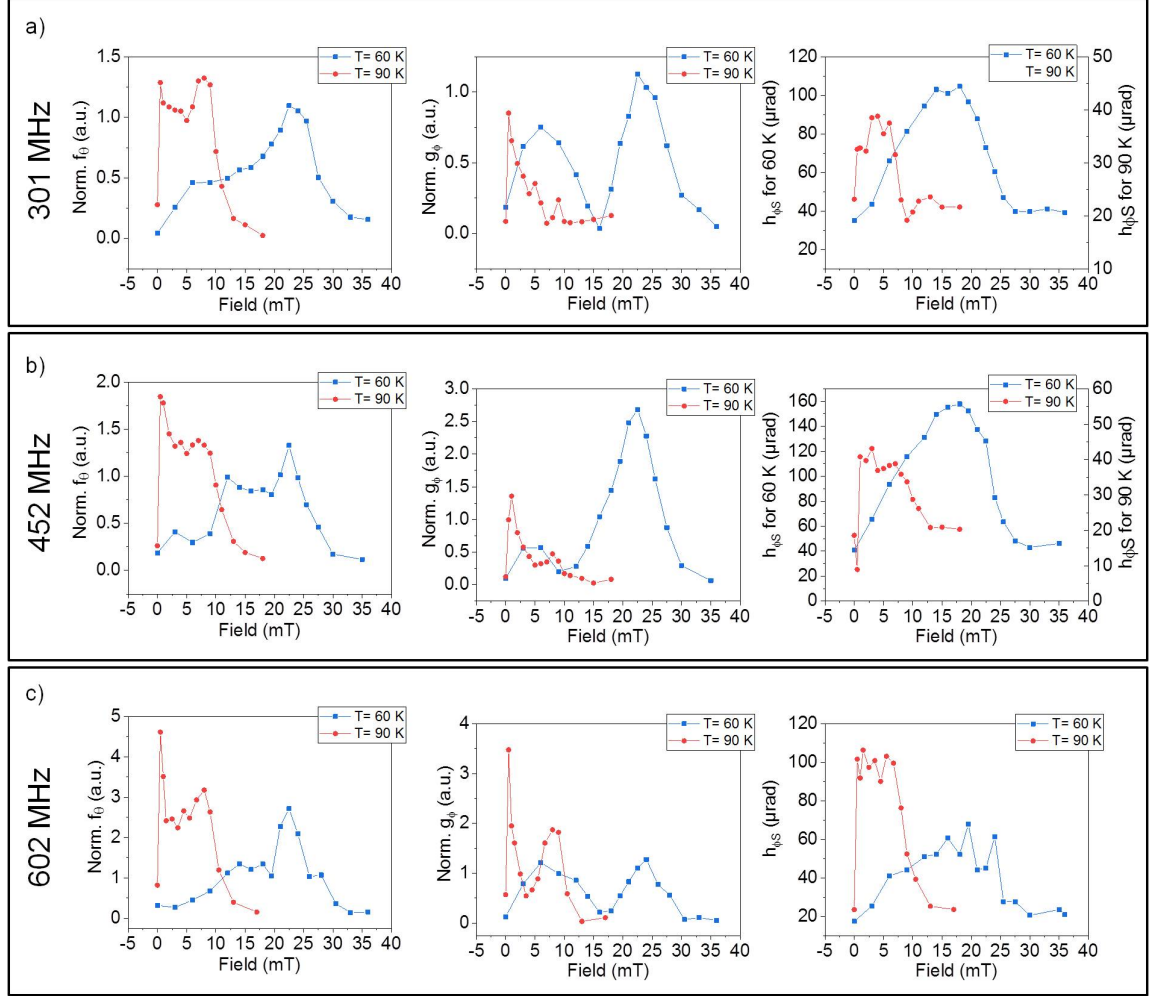 a)
301 MHz
Norm. fθ (a.u.)
1.5
1.0
0.5
0.0
-5 0 5 10 15 20 25 30 35 40
Field (mT)
T= 60 K
T= 90 K
Norm. gϕ (a.u.)
1.0
0.5
0.0
-5 0 5 10 15 20 25 30 35 40
Field (mT)
T= 60 K
T= 90 K
hϕS for 60 K (µrad)
120
100
80
60
40
20
-5 0 5 10 15 20 25 30 35 40
Field (mT)
T= 60 K
T= 90 K
50
40
30
20
10
hϕS for 90 K (µrad)
b)
452 MHz
Norm. fθ (a.u.)
2.0
1.5
1.0
0.5
0.0
-5 0 5 10 15 20 25 30 35 40
Field (mT)
T= 60 K
T= 90 K
Norm. gϕ (a.u.)
3.0
2.5
2.0
1.5
1.0
0.5
0.0
-5 0 5 10 15 20 25 30 35 40
Field (mT)
T= 60 K
T= 90 K
hϕS for 60 K (µrad)
160
140
120
100
80
60
40
20
0
-5 0 5 10 15 20 25 30 35 40
Field (mT)
T= 60 K
T= 90 K
60
50
40
30
20
10
0
hϕS for 90 K (µrad)
c)
602 MHz
Norm. fθ (a.u.)
5
4
3
2
1
0
-5 0 5 10 15 20 25 30 35 40
Field (mT)
T= 60 K
T= 90 K
Norm. gϕ (a.u.)
4
3
2
1
0
-5 0 5 10 15 20 25 30 35 40
Field (mT)
T= 60 K
T= 90 K
hϕS (µrad)
120
100
80
60
40
20
-5 0 5 10 15 20 25 30 35 40
Field (mT)
T= 60 K
T= 90 K